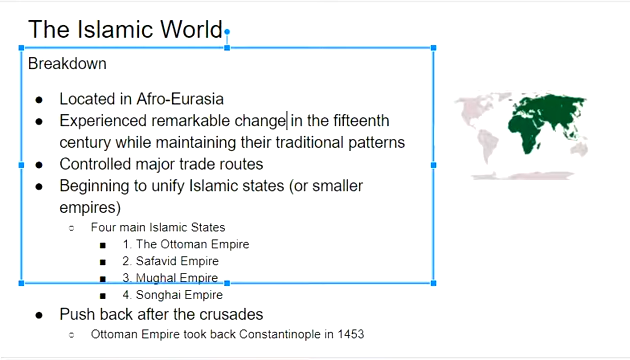 The Islamic World
Breakdown
● Located in Afro-Eurasia
● Experienced remarkable change in the fifteenth
century while maintaining their traditional patterns
● Controlled major trade routes
● Beginning to unify Islamic states (or smaller
empires)
○ Four main Islamic States
■ 1. The Ottoman Empire
■ 2. Safavid Empire
■ 3. Mughal Empire
■ 4. Songhai Empire
● Push back after the crusades
○ Ottoman Empire took back Constantinople in 1453